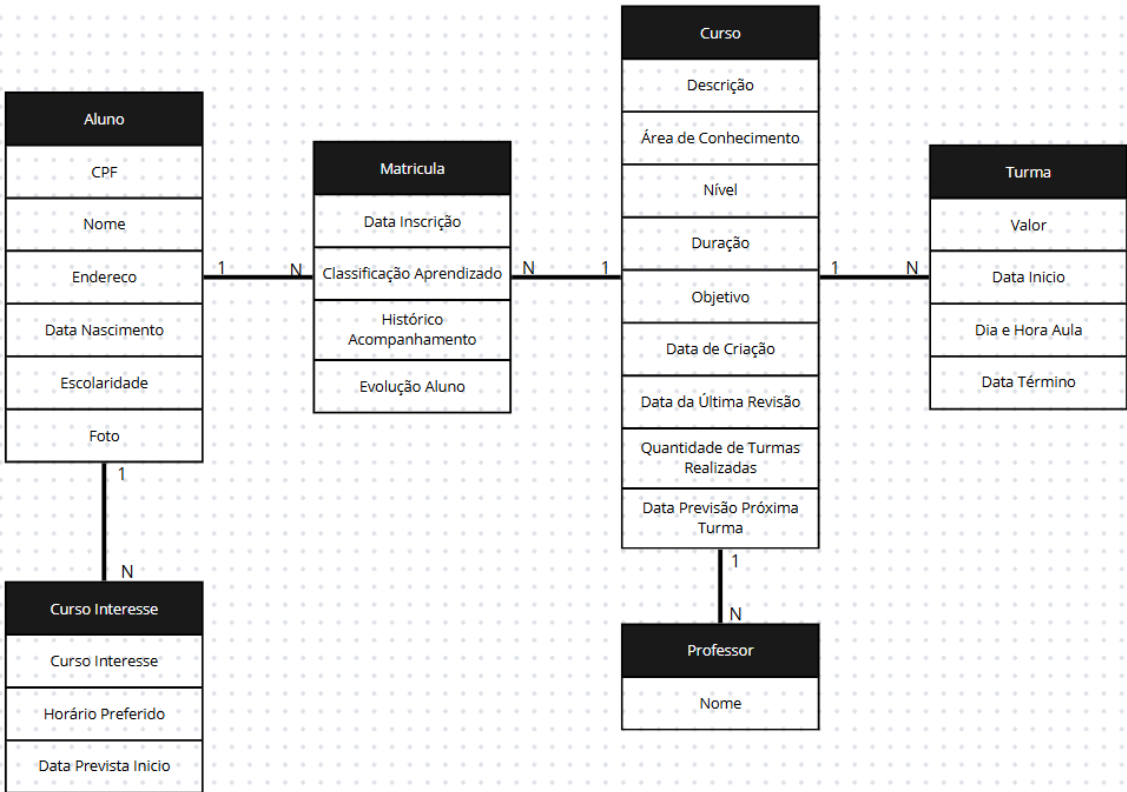 Aluno
CPF
Nome
Endereco
Data Nascimento
Escolaridade
Foto
1
N
Matricula
Data Inscrição
Classificação Aprendizado
Histórico
Acompanhamento
Evolução Aluno
N
1
Curso
Descrição
Área de Conhecimento
Nível
Duração
Objetivo
Data de Criação
Data da Última Revisão
Quantidade de Turmas
Realizadas
Data Previsão Próxima
Turma
1
N
Turma
Valor
Data Inicio
Dia e Hora Aula
Data Término
1
N
Curso Interesse
Curso Interesse
Horário Preferido
Data Prevista Inicio
1
N
Professor
Nome